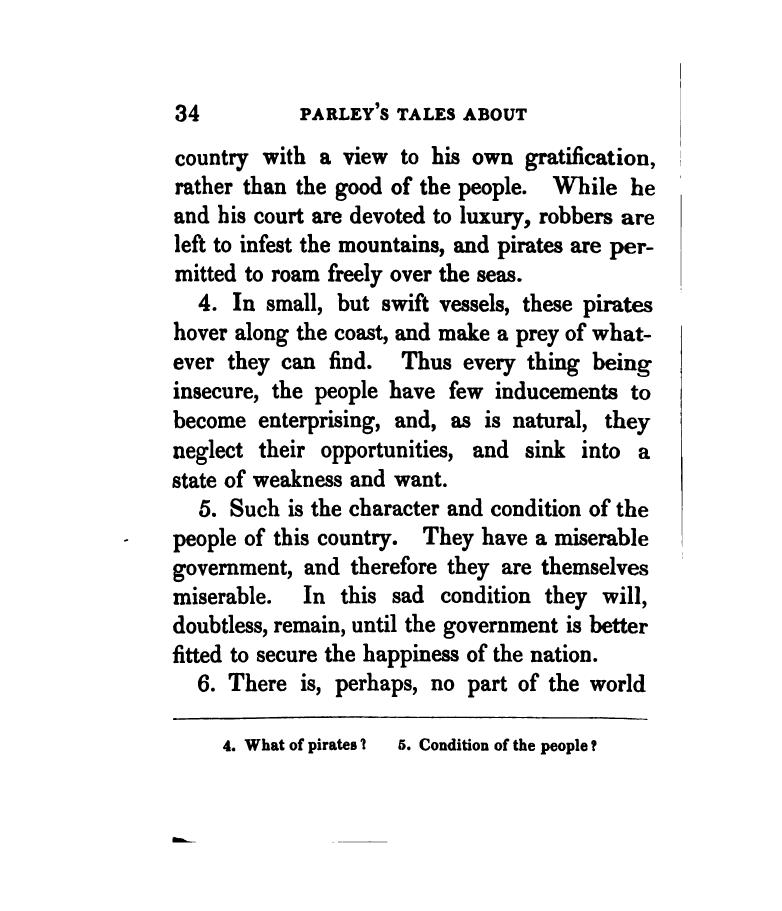 34 PARLEY'S TALES ABOUT
country with a view to his own gratification,
rather than the good of the people. While he
and his court are devoted to luxury, robbers are
left to infest the mountains, and pirates are per-
mitted to roam freely over the seas.
4. In small, but swift vessels, these pirates
hover along the coast, and make a prey of what-
ever they can find. Thus every thing being
insecure, the people have few inducements to
become enterprising, and, as is natural, they
neglect their opportunities, and sink into a
state of weakness and want.
5. Such is the character and condition of the
people of this country. They have a miserable
government, and therefore they are themselves
miserable. In this sad condition they will,
doubtless, remain, until the government is better
fitted to secure the happiness of the nation.
6. There is, perhaps, no part of the world
4. What of pirates? 5. Condition of the people?